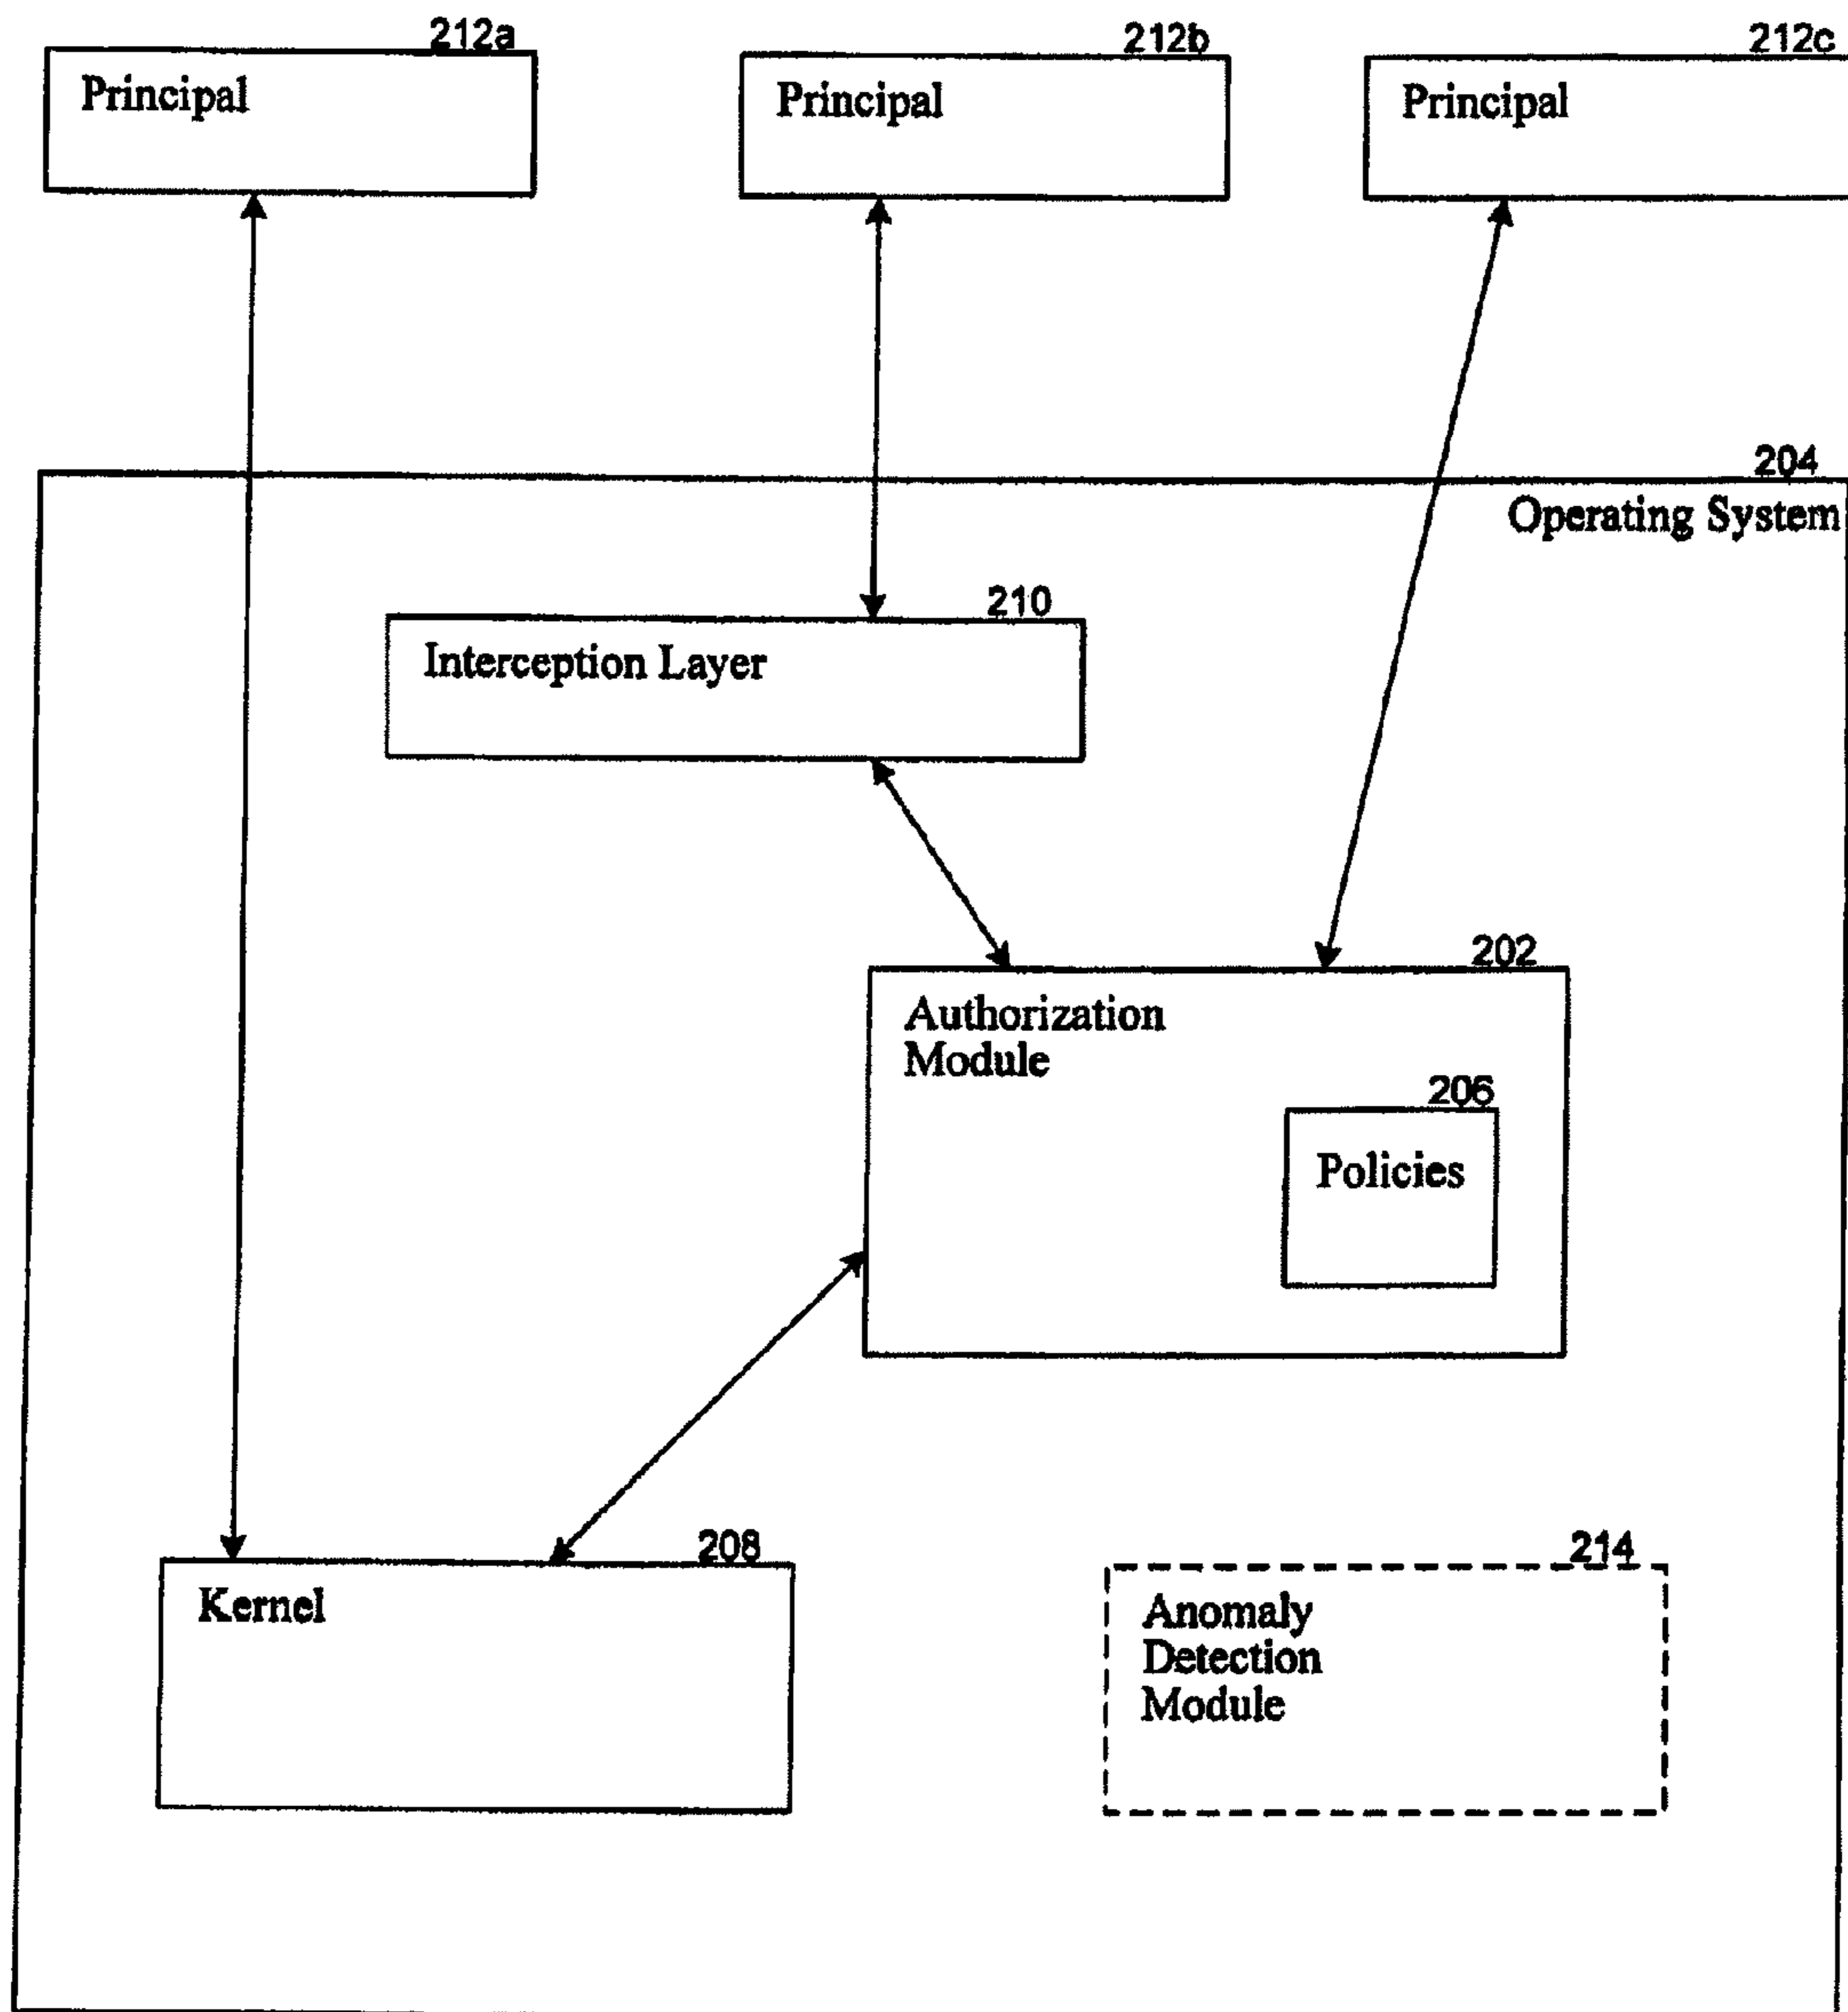 212a
Principal
212b
Principal
212c
Principal
204
Operating System
210
Interception Layer
202
Authorization
Module
206
Policies
208
Kernel
214
Anomaly
Detection
Module